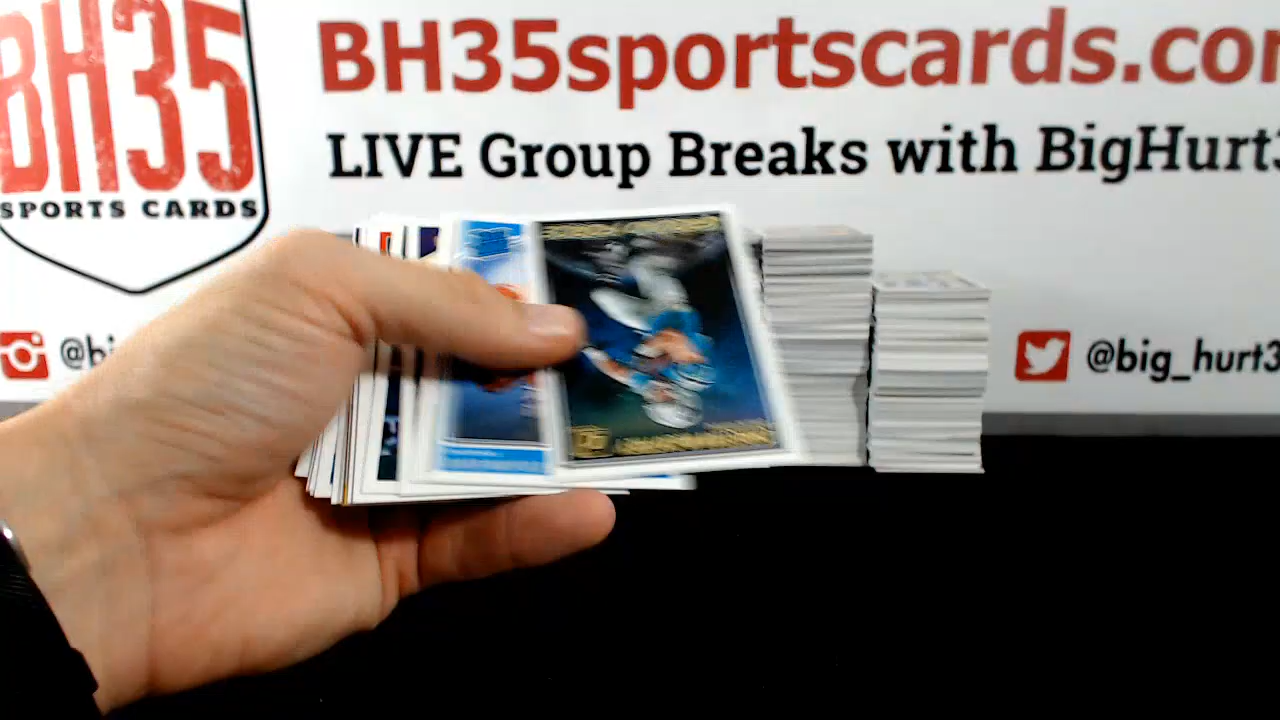 BH35
SPORTS CARDS
BH35sportscards.com
LIVE Group Breaks with BigHurt3
@bi
@big_hurt3